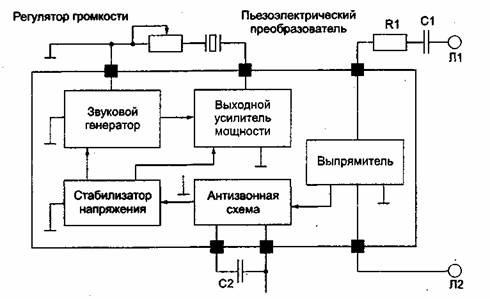 Регулятор громкости
Пьезоэлектрический
преобразователь
R1
C1
Л1
Звуковой
генератор
Выходной
усилитель
мощности
Выпрямитель
Стабилизатор
напряжения
Антизвонная
схема
C2
Л2